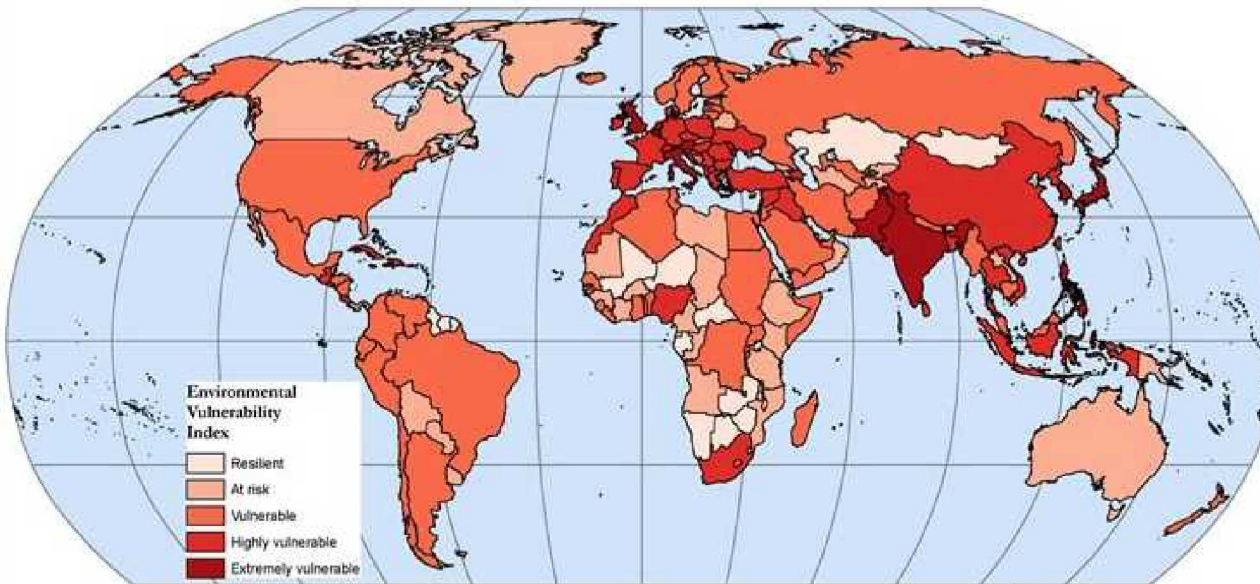 Environmental
Vulnerability
Index
Resilient
At risk
Vulnerable
Highly vulnerable
Extremely vulnerable